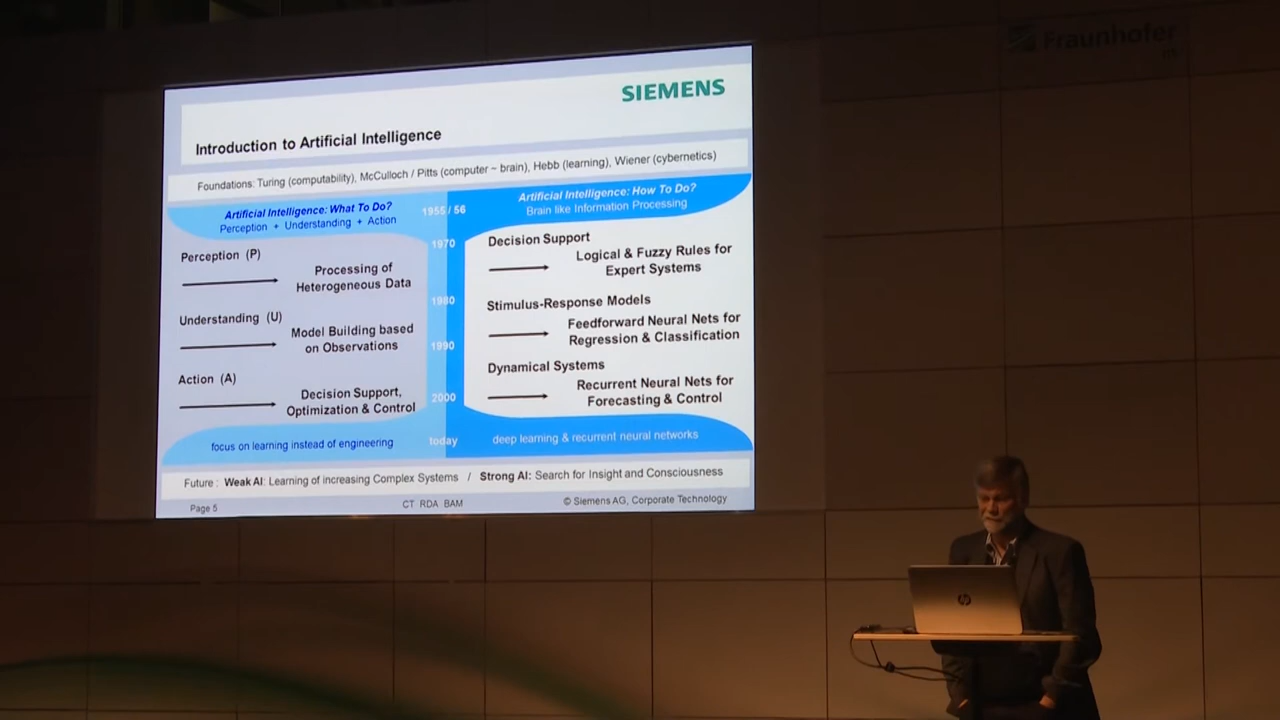 Fraunhofer
SIEMENS
Introduction to Artificial Intelligence
Foundations: Turing (computability), McCulloch / Pitts (computer ~ brain), Hebb (learning), Wiener (cybernetics)
Artificial Intelligence: What To Do?
Perception + Understanding + Action
1955 / 56
Artificial Intelligence: How To Do?
Brain like Information Processing
1970
Perception (P)
Processing of
Heterogeneous Data
Decision Support
Logical & Fuzzy Rules for
Expert Systems
1980
Understanding (U)
Model Building based
on Observations
Stimulus-Response Models
Feedforward Neural Nets for
Regression & Classification
1990
Action (A)
Decision Support,
Optimization & Control
Dynamical Systems
Recurrent Neural Nets for
Forecasting & Control
2000
focus on learning instead of engineering
today
deep learning & recurrent neural networks
Future : Weak AI: Learning of increasing Complex Systems / Strong AI: Search for Insight and Consciousness
Page 5
CT RDA BAM
© Siemens AG, Corporate Technology
hp